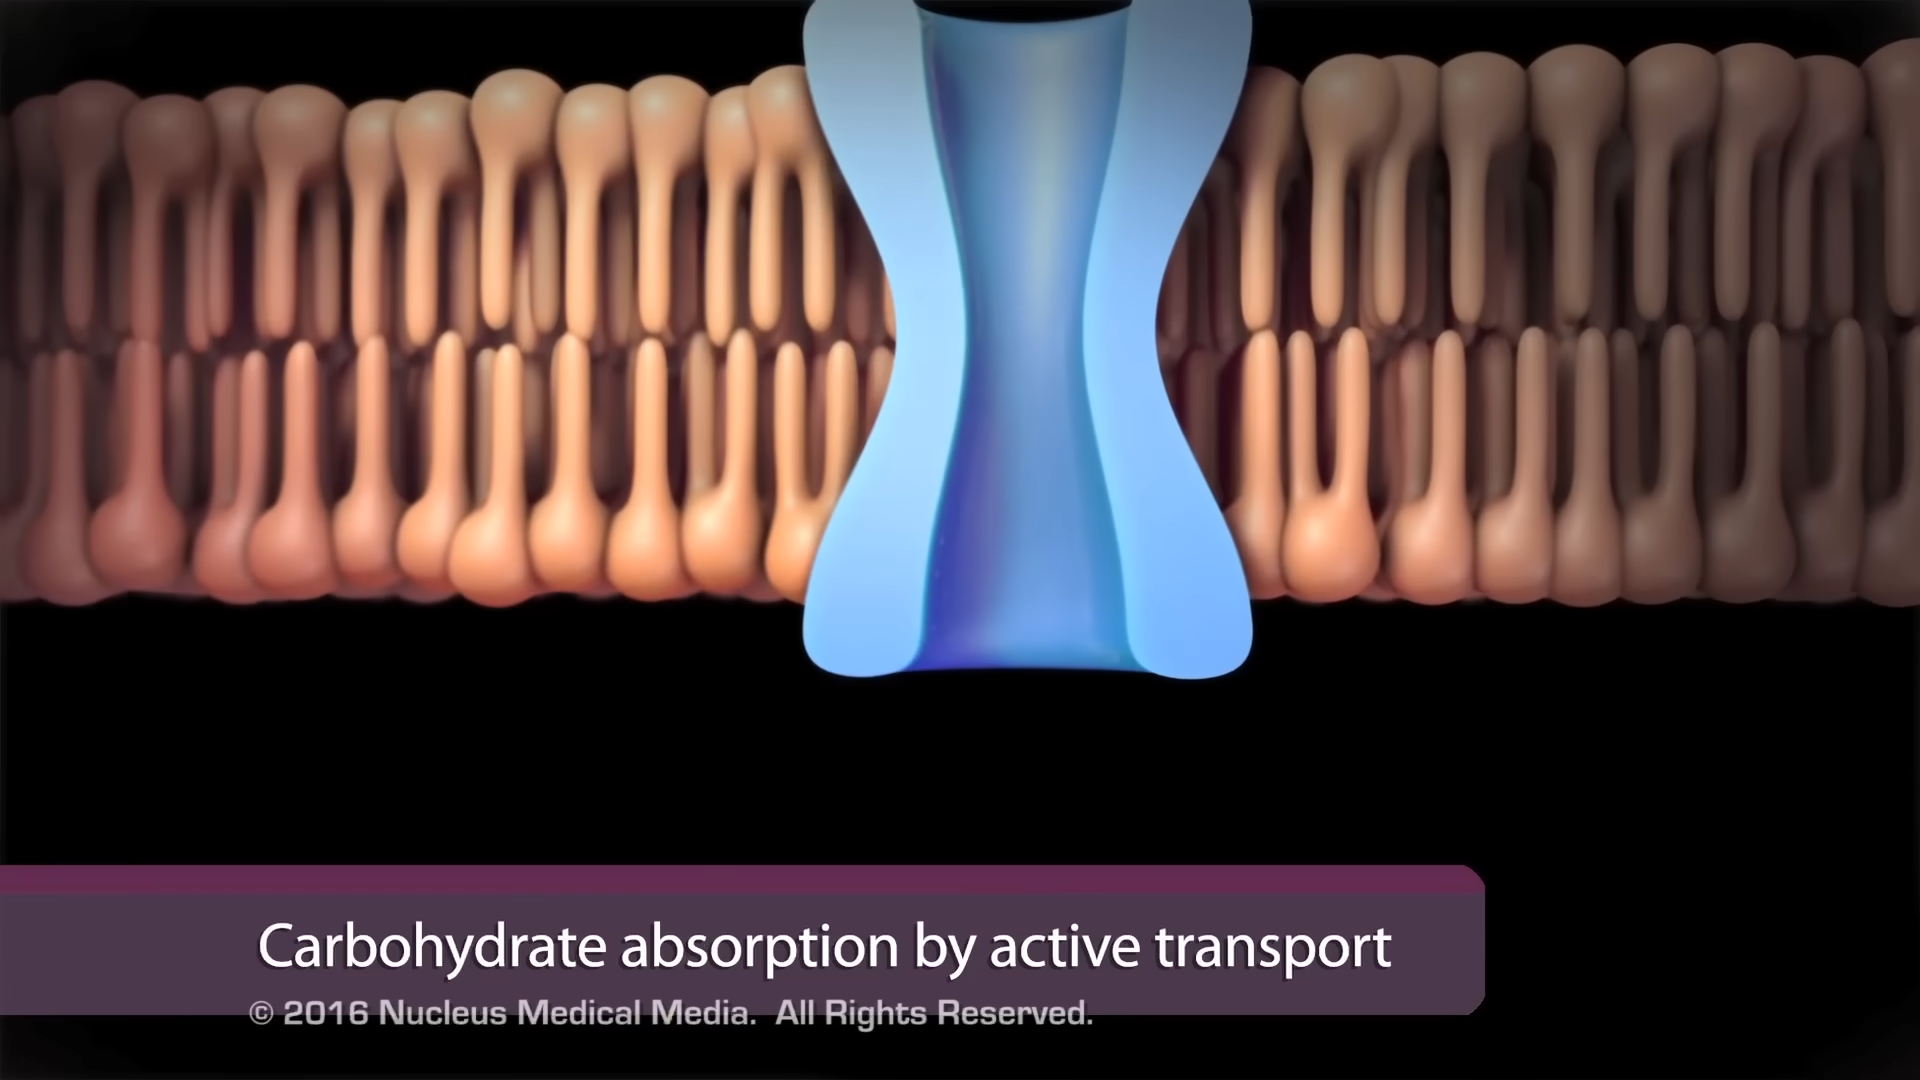 Carbohydrate absorption by active transport
© 2016 Nucleus Medical Media. All Rights Reserved.